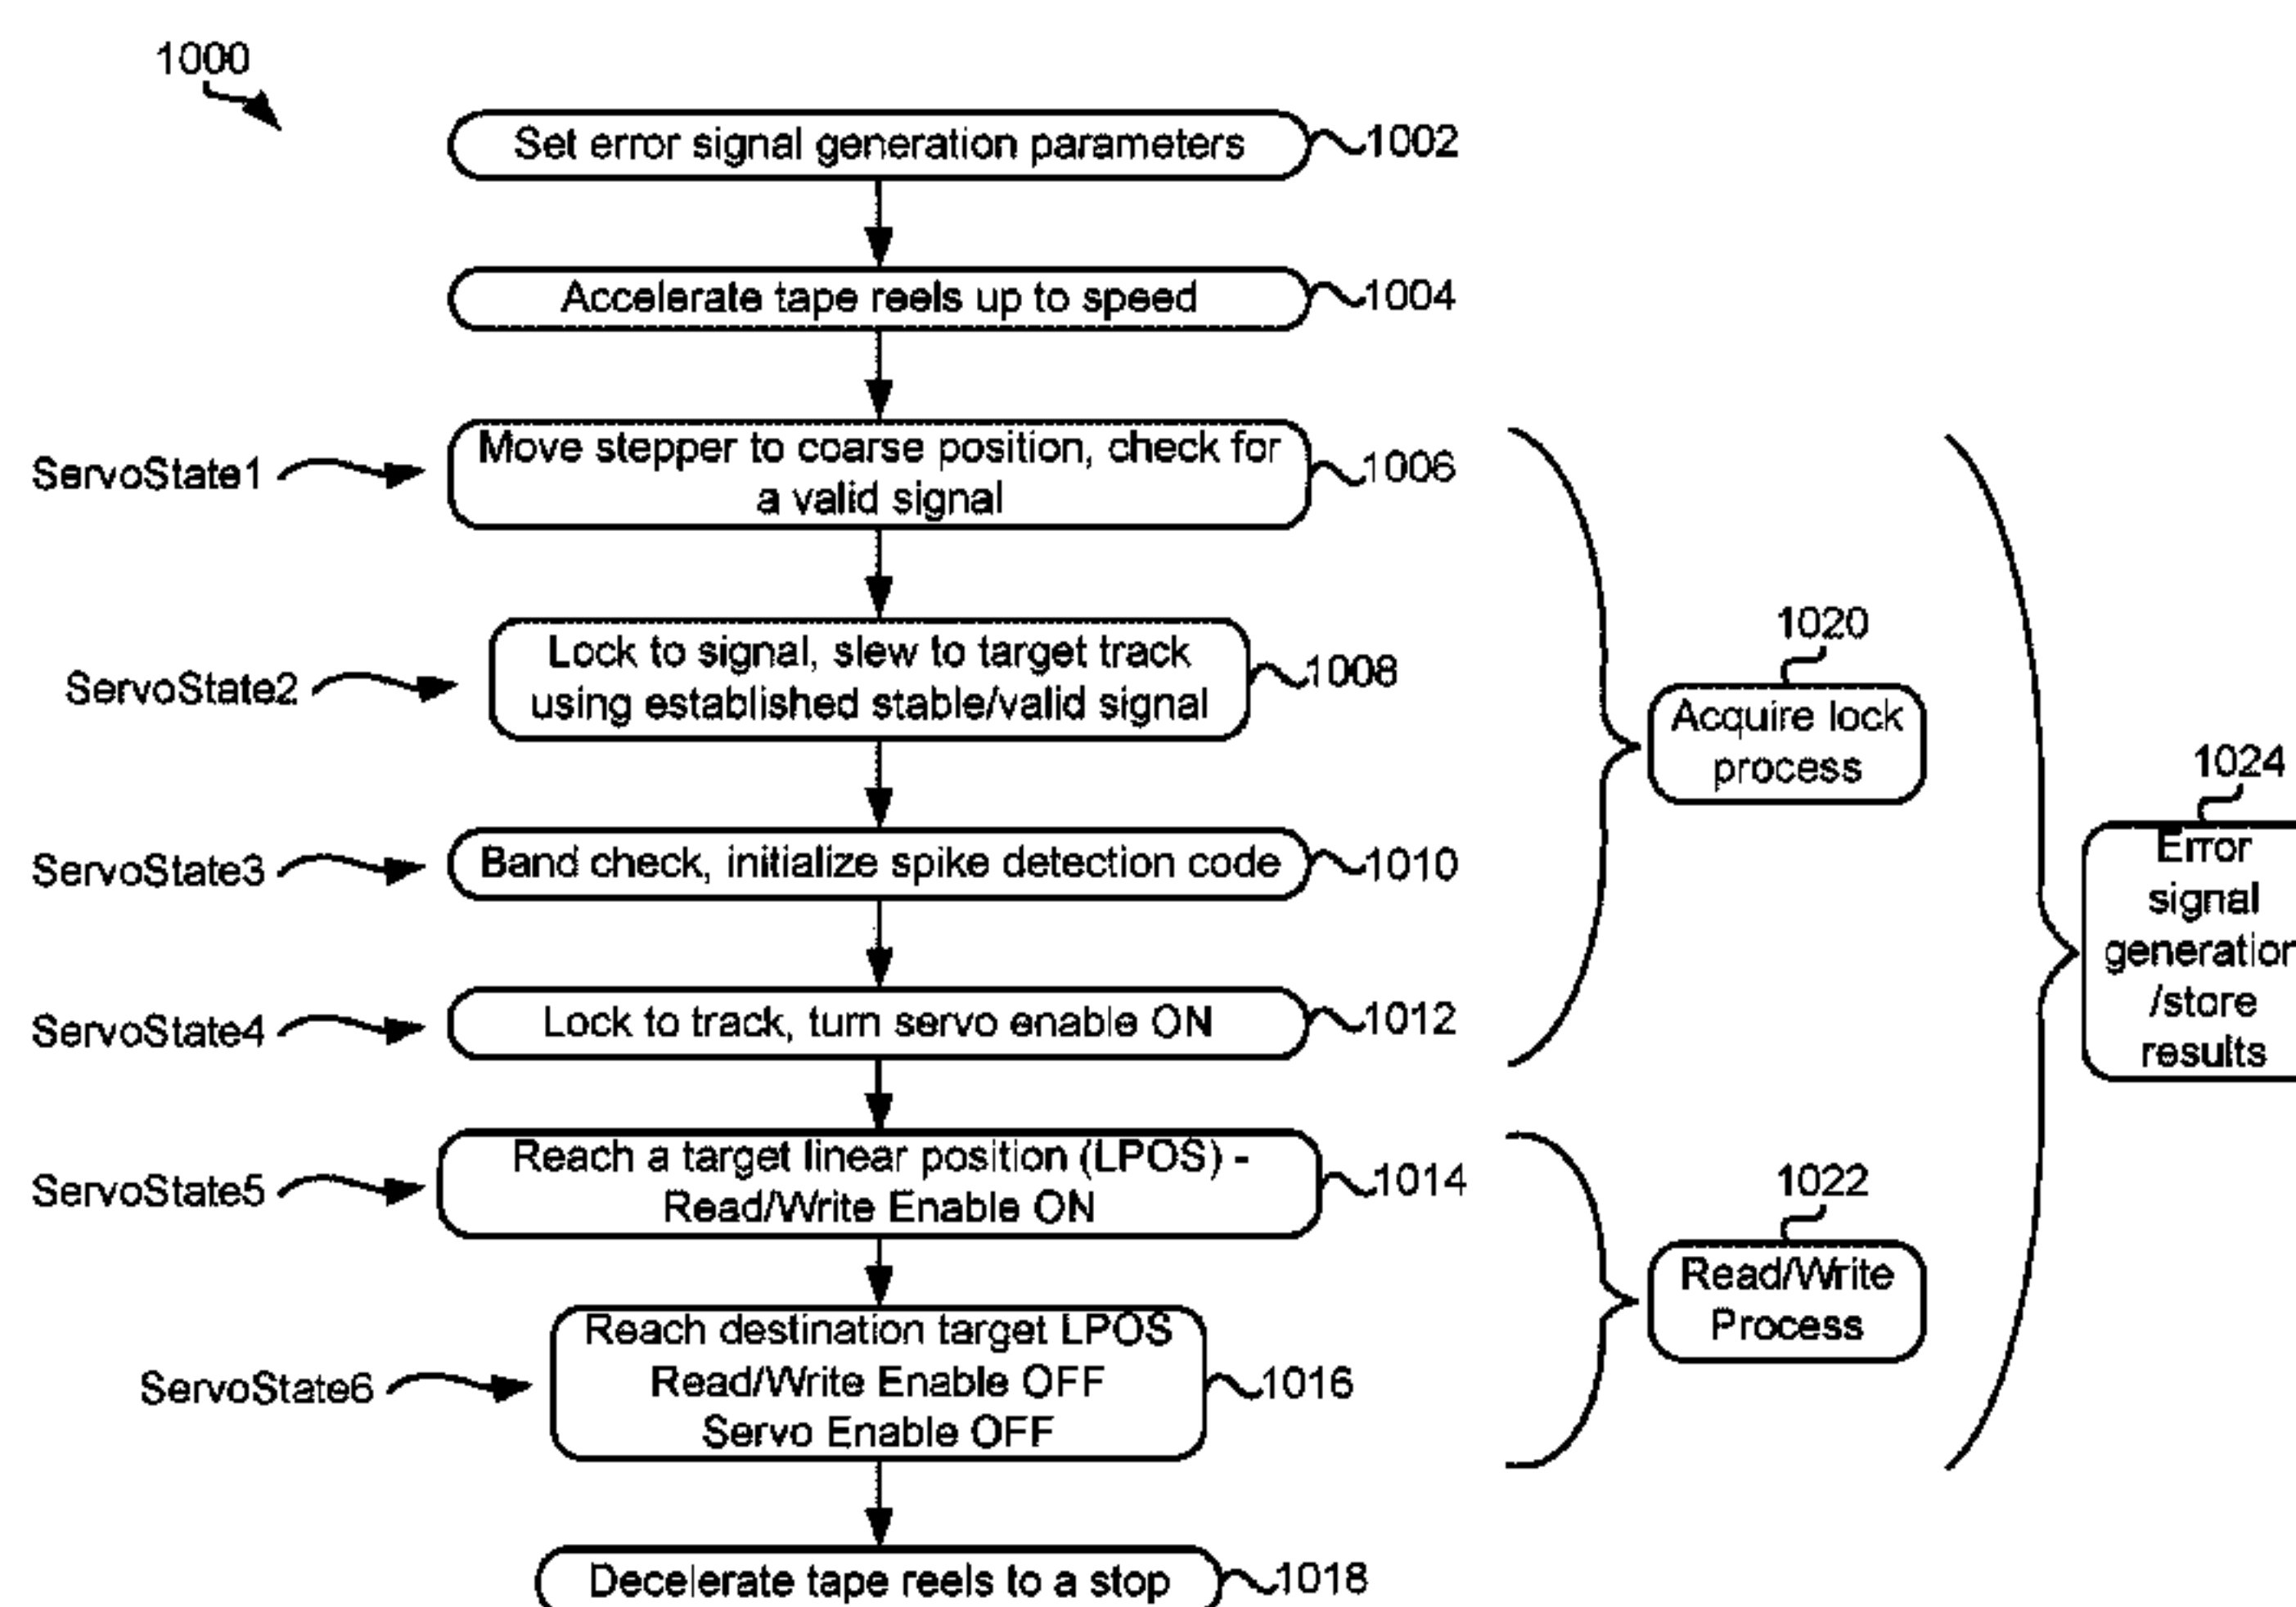 1000
Set error signal generation parameters
1002
Accelerate tape reels up to speed
1004
ServoState1
Move stepper to coarse position, check for
a valid signal
1006
ServoState2
Lock to signal, slew to target track
using established stable/valid signal
1008
ServoState3
Band check, initialize spike detection code
1010
ServoState4
Lock to track, turn servo enable ON
1012
ServoState5
Reach a target linear position (LPOS) -
Read/Write Enable ON
1014
ServoState6
Reach destination target LPOS
Read/Write Enable OFF
Servo Enable OFF
1016
Decelerate tape reels to a stop
1018
1020
Acquire lock
process
1022
Read/Write
Process
1024
Error
signal
generation
/store
results